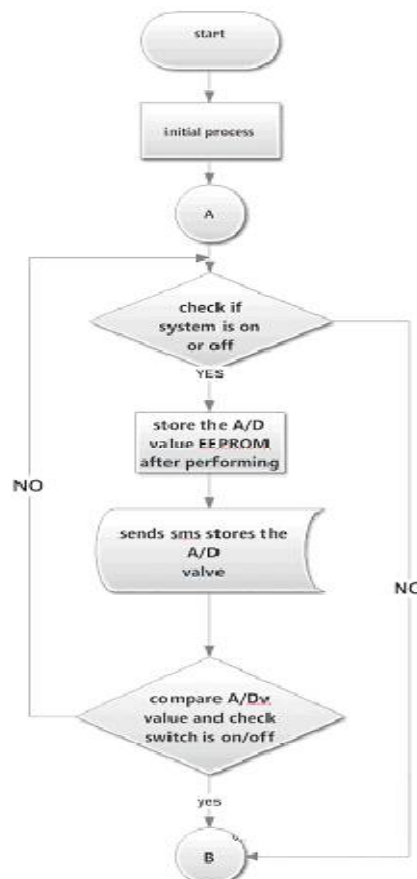 start
initial process
A
check if
system is on
or off
YES
store the A/D
value EEPROM
after performing
NO
sends sms stores the
A/D
valve
NO
compare A/Dv
value and check
switch is on/off
yes
B